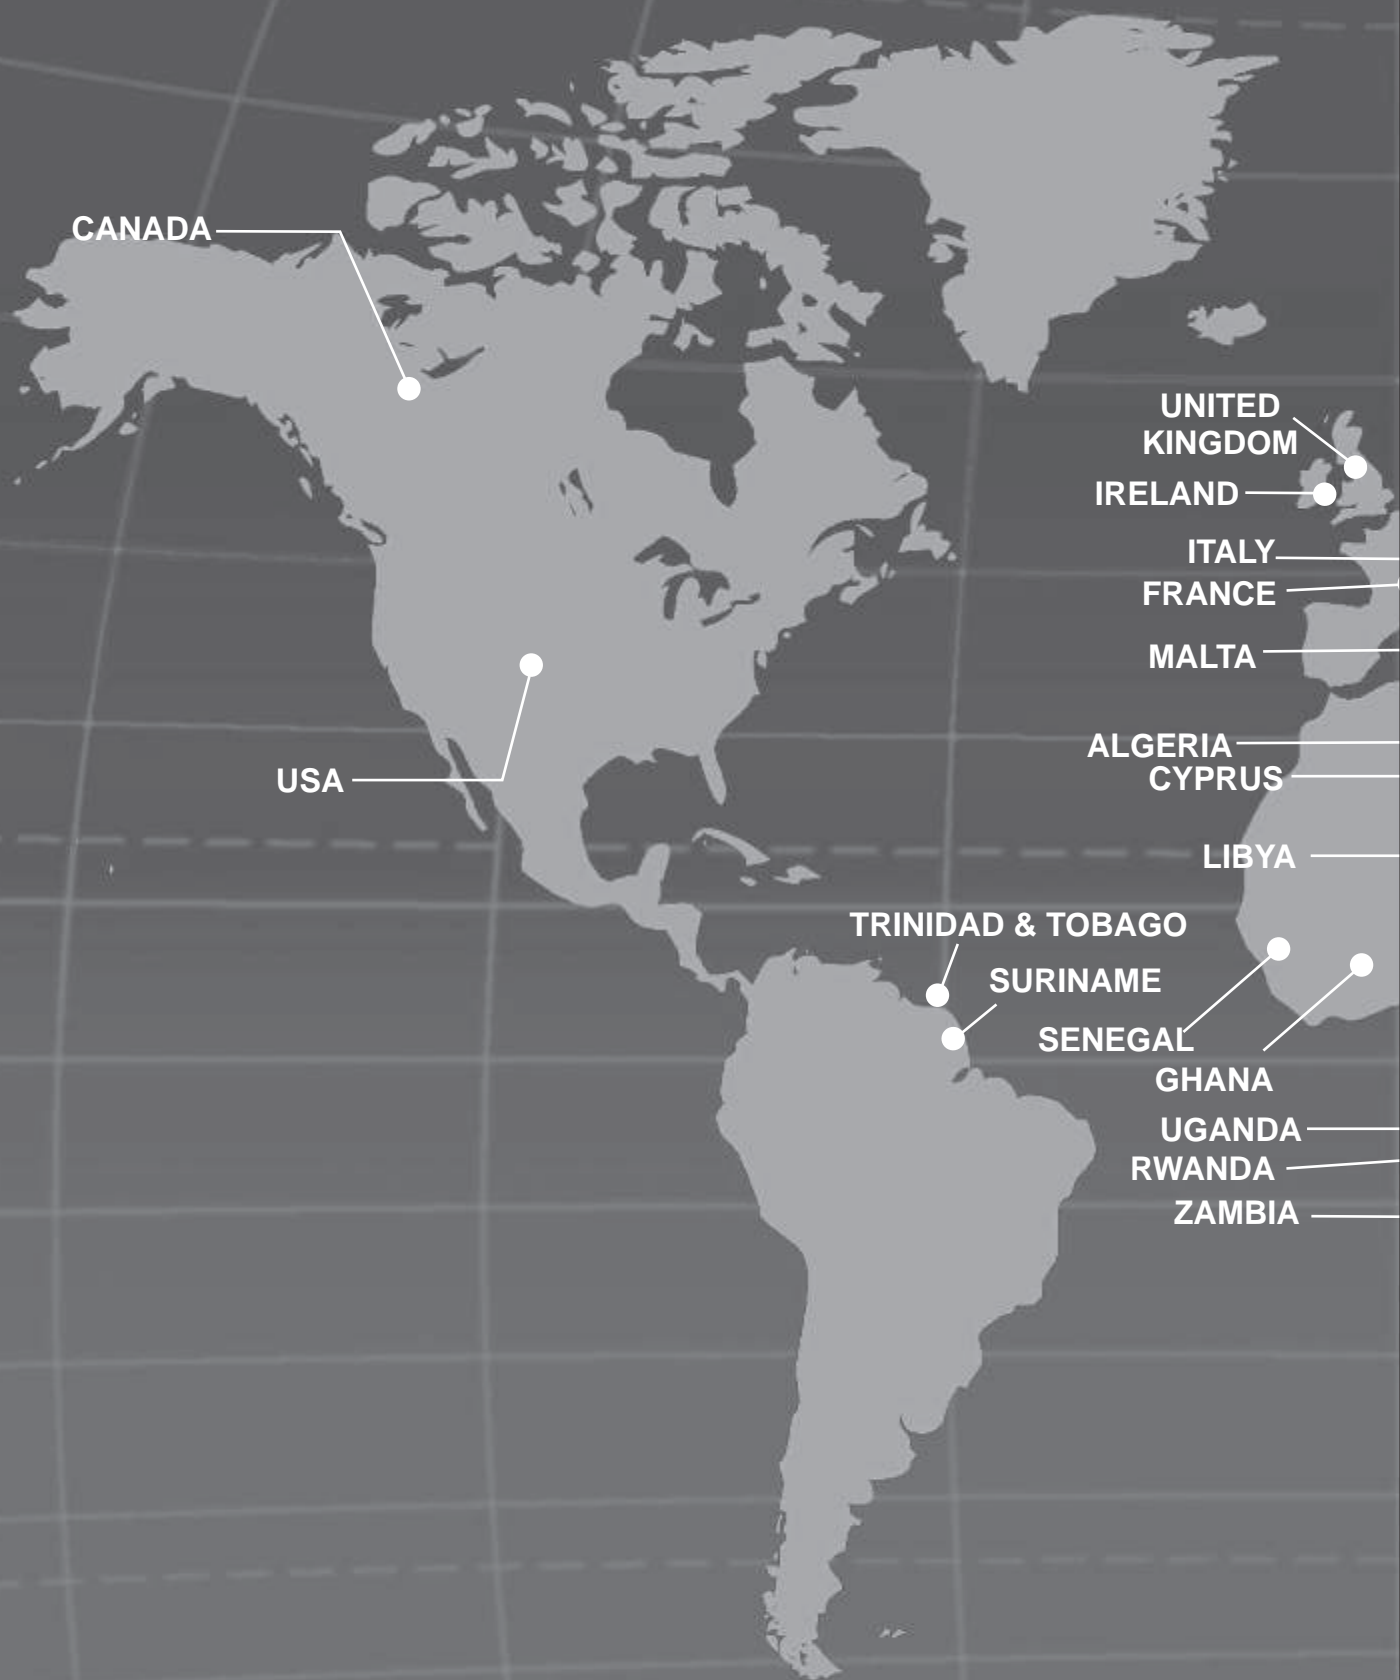 CANADA
UNITED
KINGDOM
IRELAND
ITALY
FRANCE
MALTA
ALGERIA
CYPRUS
USA
LIBYA
TRINIDAD & TOBAGO
SURINAME
SENEGAL
GHANA
UGANDA
RWANDA
ZAMBIA